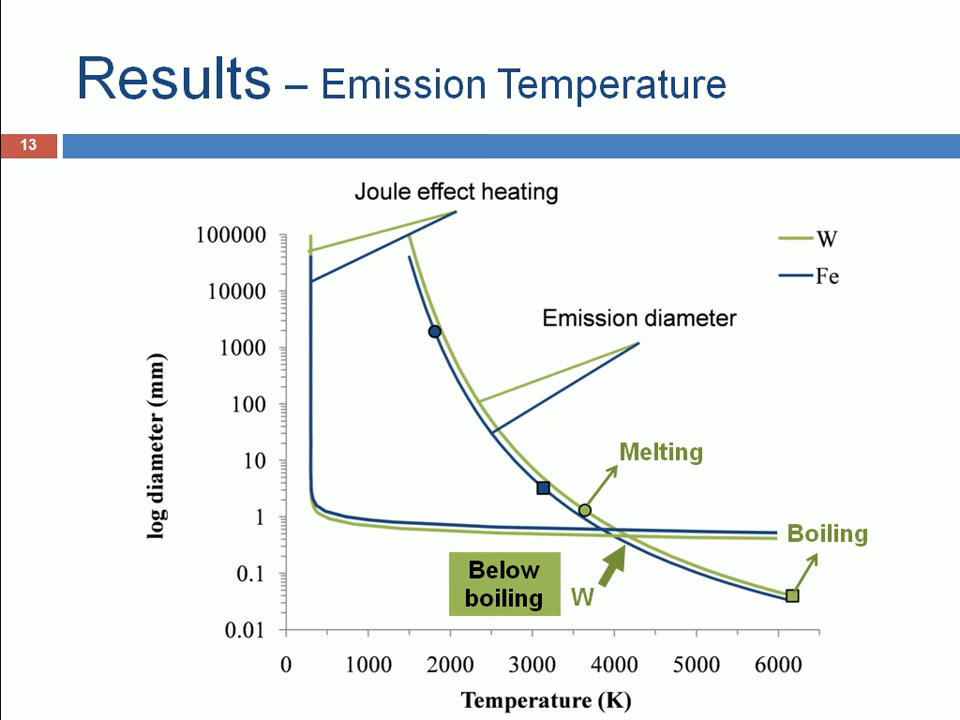 Results – Emission Temperature
13
Joule effect heating
100000
10000
1000
100
10
1
0.1
0.01
log diameter (mm)
W
Fe
Emission diameter
Melting
Boiling
Below
boiling
W
0 1000 2000 3000 4000 5000 6000
Temperature (K)